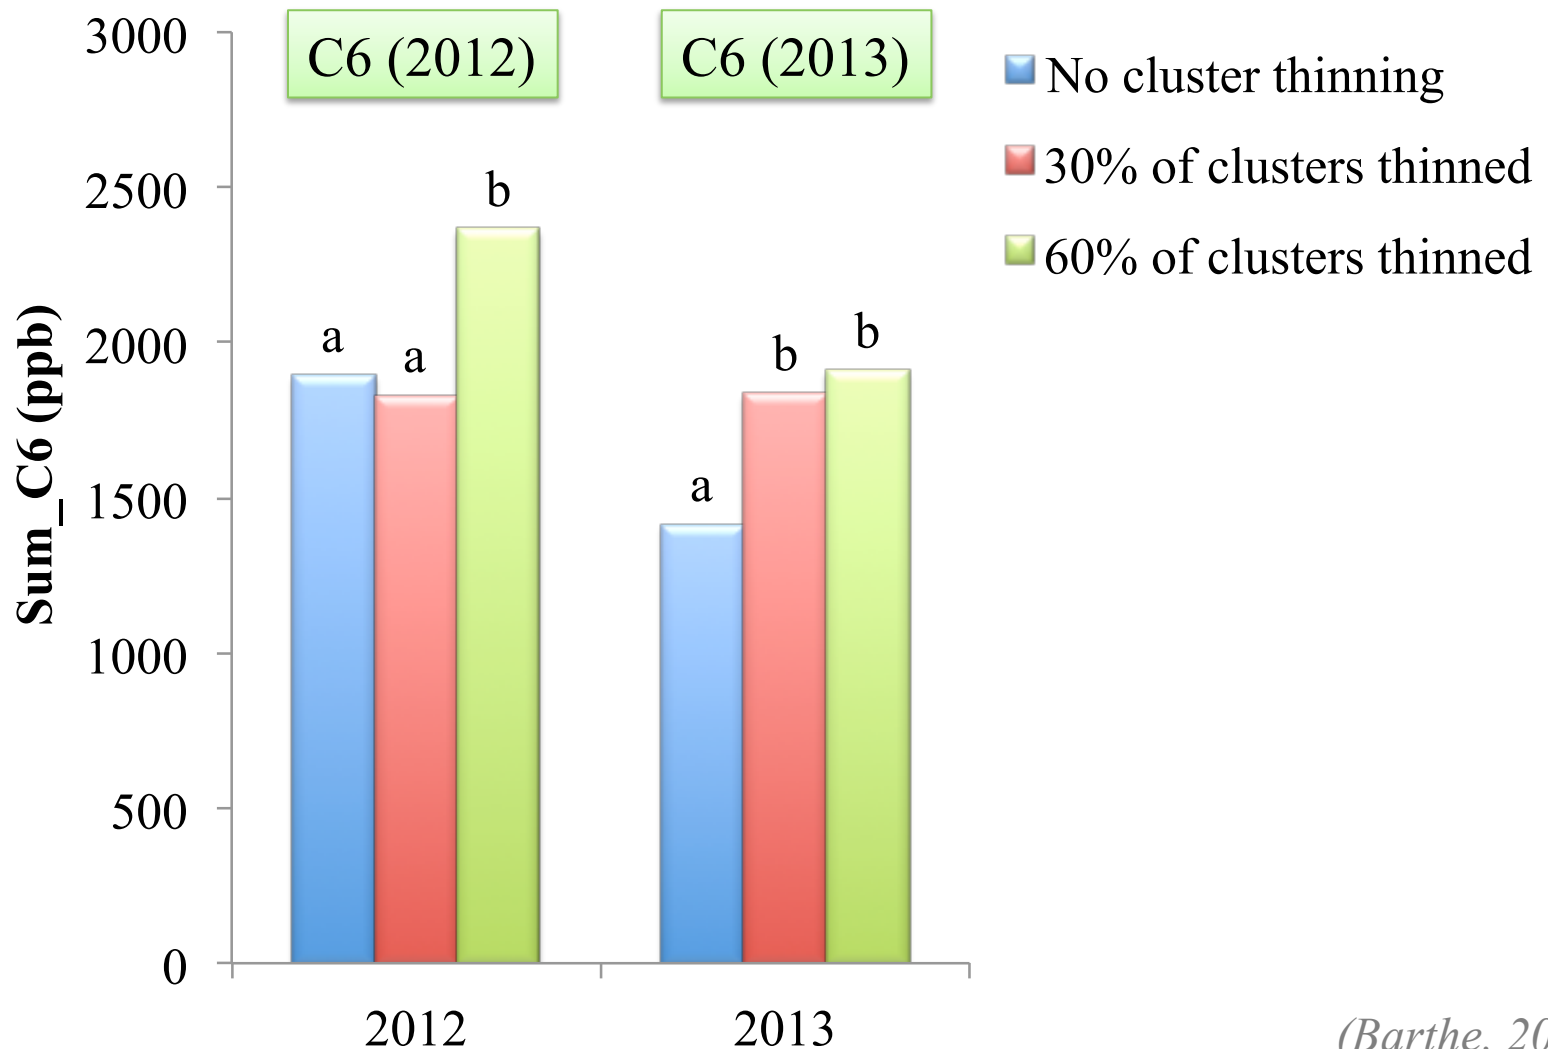 C6 (2012)
C6 (2013)
No cluster thinning
30% of clusters thinned
60% of clusters thinned
Sum_C6 (ppb)
3000
2500
2000
1500
1000
500
0
a
a
b
a
b
b
2012
2013
(Barthe, 20